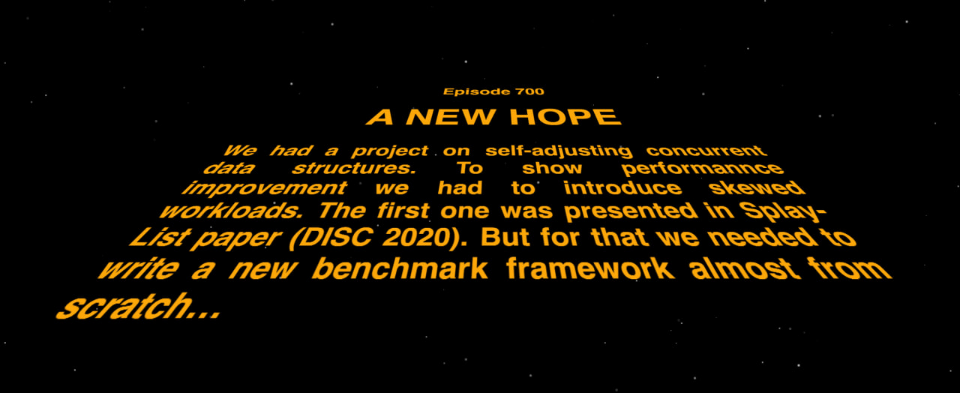 Episode 700
A NEW HOPE
We had a project on self-adjusting concurrent
data structures. To show performannce
improvement we had to introduce skewed
workloads. The first one was presented in Splay-
List paper (DISC 2020). But for that we needed to
write a new benchmark framework almost from
scratch...